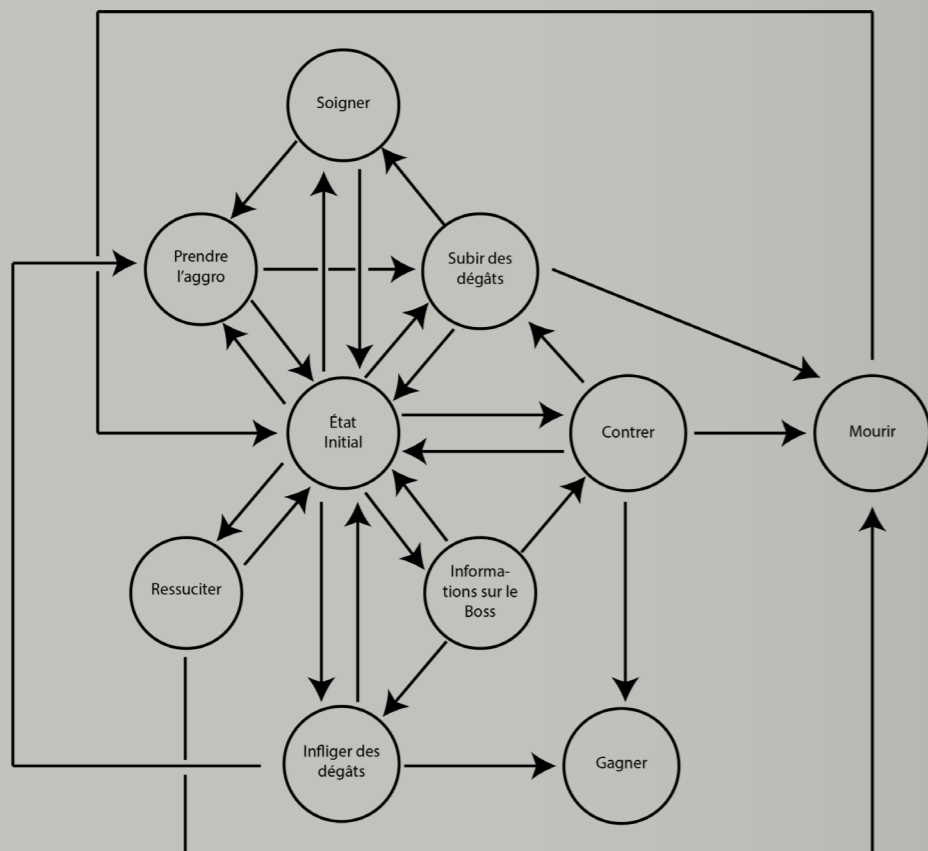 Soigner
Prendre
l'aggro
Subir des
dégâts
État
Initial
Contrer
Mourir
Ressuciter
Informa-
tions sur le
Boss
Infliger des
dégâts
Gagner